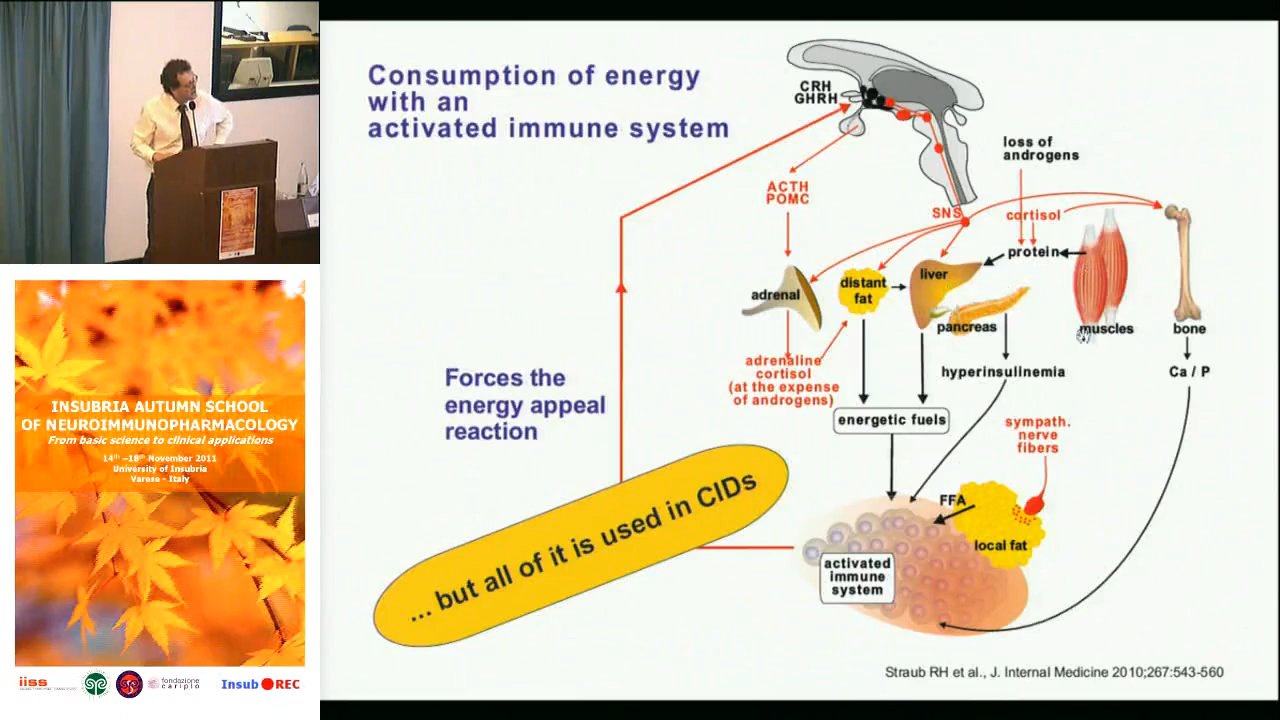 Consumption of energy
with an
activated immune system
CRH
GHRH
loss of
androgens
ACTH
POMC
SNS
cortisol
protein
adrenal
distant
fat
liver
pancreas
muscles
bone
adrenaline
cortisol
(at the expense
of androgens)
hyperinsulinemia
Ca / P
Forces the
energy appeal
reaction
energetic fuels
sympath.
nerve
fibers
... but all of it is used in CIDs
FFA
local fat
activated
immune
system
Straub RH et al., J. Internal Medicine 2010;267:543-560
INSUBRIA AUTUMN SCHOOL
OF NEUROIMMUNOPHARMACOLOGY
From basic science to clinical applications
14th –18th November 2011
University of Insubria
Varese - Italy
iiss
fondazione
cariplo
Insub REC